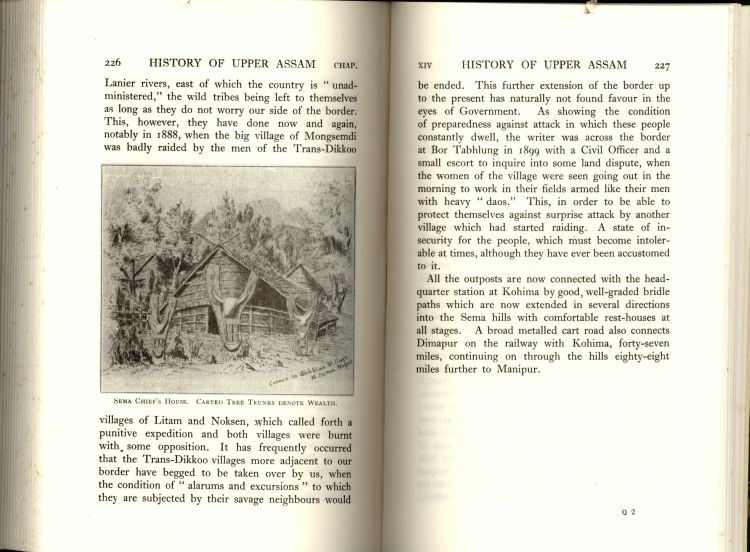 226 HISTORY OF UPPER ASSAM CHAP.
Lanier rivers, east of which the country is “ unad-
ministered,” the wild tribes being left to themselves
as long as they do not worry our side of the border.
This, however, they have done now and again,
notably in 1888, when the big village of Mongsemdi
was badly raided by the men of the Trans-Dikkoo
Corner in
Village
N. Sema Nagas
SEMA CHIEF'S HOUSE. CARVED TREE TRUNKS DENOTE WEALTH.
villages of Litam and Noksen, which called forth a
punitive expedition and both villages were burnt
with some opposition. It has frequently occurred
that the Trans-Dikkoo villages more adjacent to our
border have begged to be taken over by us, when
the condition of “ alarums and excursions ” to which
they are subjected by their savage neighbours would
XIV HISTORY OF UPPER ASSAM 227
be ended. This further extension of the border up
to the present has naturally not found favour in the
eyes of Government. As showing the condition
of preparedness against attack in which these people
constantly dwell, the writer was across the border
at Bor Tabhlung in 1899 with a Civil Officer and a
small escort to inquire into some land dispute, when
the women of the village were seen going out in the
morning to work in their fields armed like their men
with heavy “ daos.” This, in order to be able to
protect themselves against surprise attack by another
village which had started raiding. A state of in-
security for the people, which must become intoler-
able at times, although they have ever been accustomed
to it.
All the outposts are now connected with the head-
quarter station at Kohima by good, well-graded bridle
paths which are now extended in several directions
into the Sema hills with comfortable rest-houses at
all stages. A broad metalled cart road also connects
Dimapur on the railway with Kohima, forty-seven
miles, continuing on through the hills eighty-eight
miles further to Manipur.
Q 2